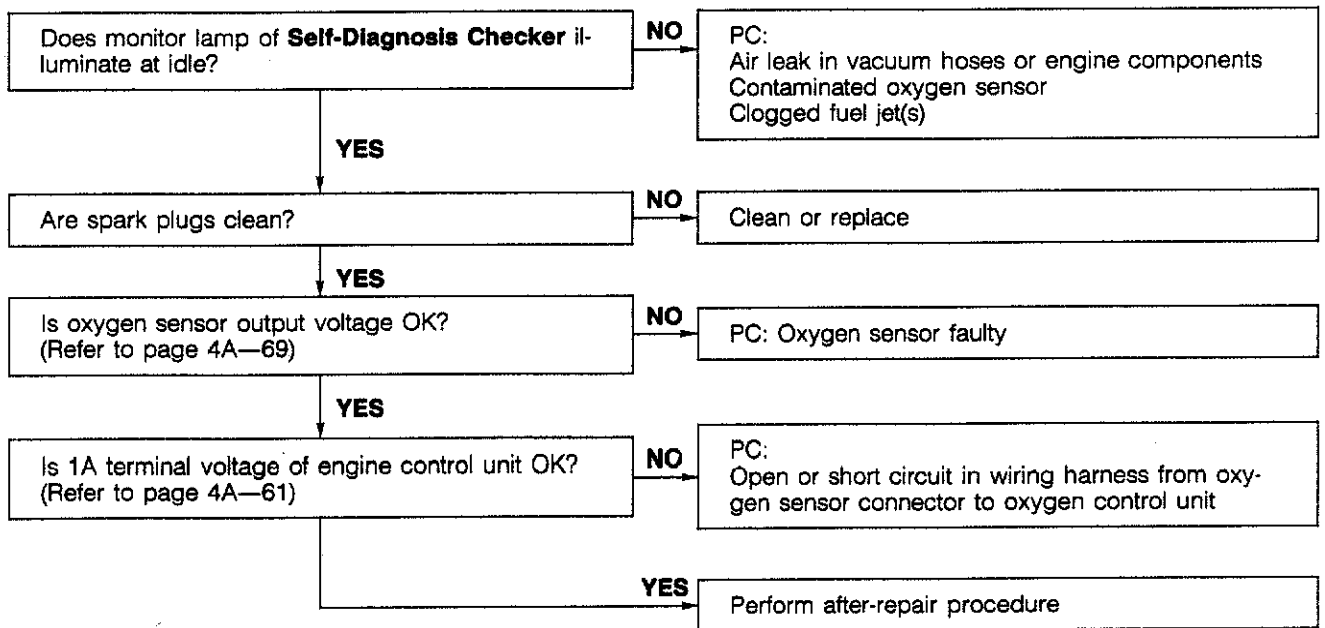 Does monitor lamp of Self-Diagnosis Checker il-
luminate at idle?
NO
PC:
Air leak in vacuum hoses or engine components
Contaminated oxygen sensor
Clogged fuel jet(s)
YES
Are spark plugs clean?
NO
Clean or replace
YES
Is oxygen sensor output voltage OK?
(Refer to page 4A—69)
NO
PC: Oxygen sensor faulty
YES
Is 1A terminal voltage of engine control unit OK?
(Refer to page 4A—61)
NO
PC:
Open or short circuit in wiring harness from oxy-
gen sensor connector to oxygen control unit
YES
Perform after-repair procedure